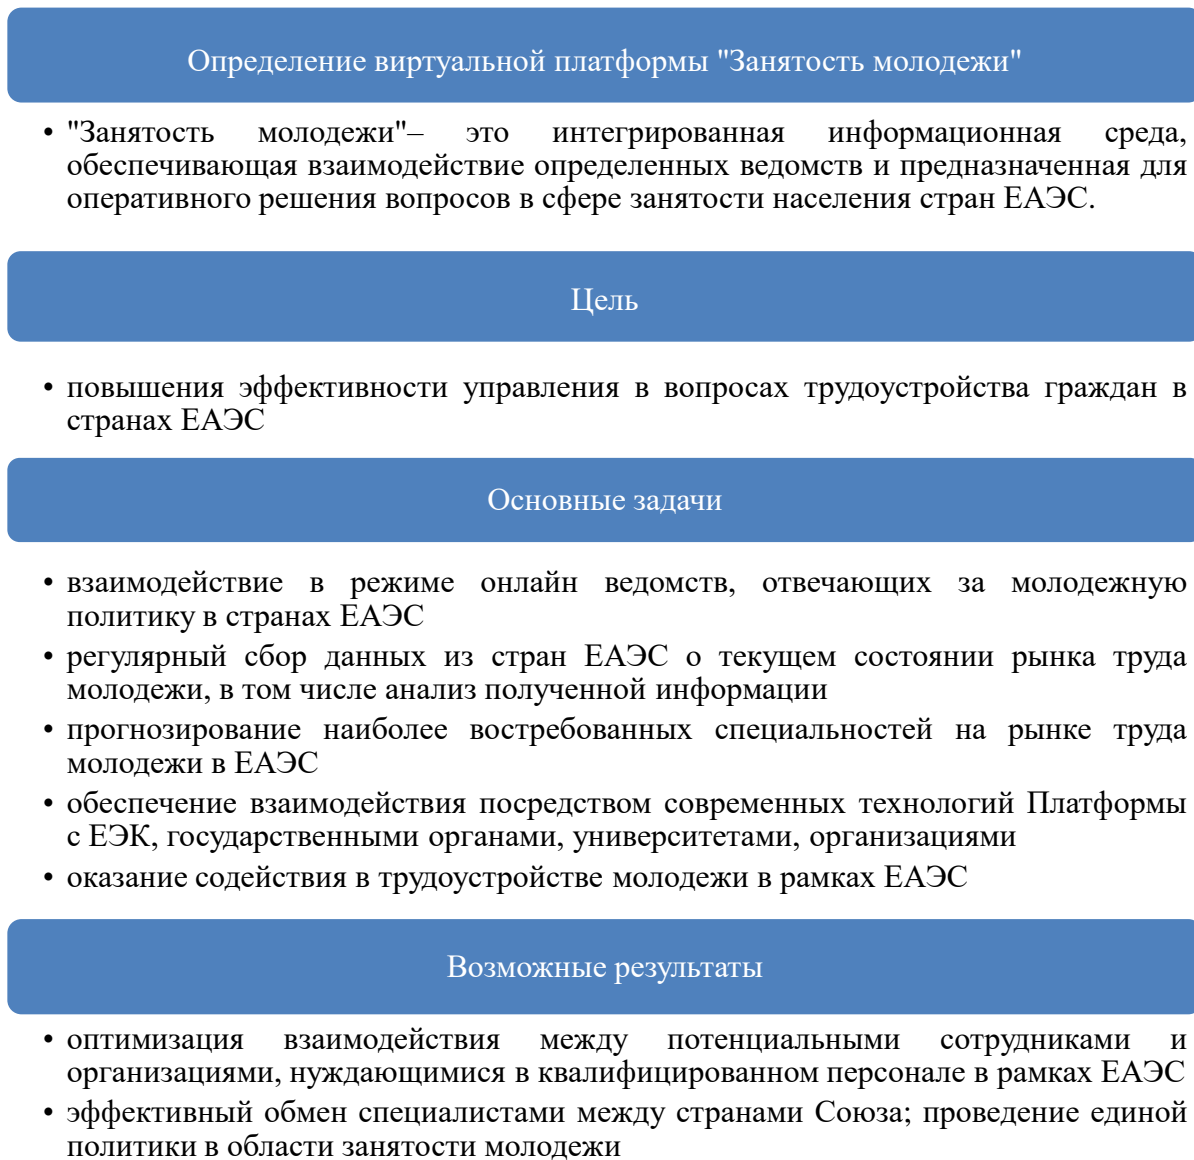 Определение виртуальной платформы "Занятость молодежи"
• "Занятость молодежи"– это интегрированная информационная среда,
обеспечивающая взаимодействие определенных ведомств и предназначенная для
оперативного решения вопросов в сфере занятости населения стран ЕАЭС.
Цель
• повышения эффективности управления в вопросах трудоустройства граждан в
странах ЕАЭС
Основные задачи
• взаимодействие в режиме онлайн ведомств, отвечающих за молодежную
политику в странах ЕАЭС
• регулярный сбор данных из стран ЕАЭС о текущем состоянии рынка труда
молодежи, в том числе анализ полученной информации
• прогнозирование наиболее востребованных специальностей на рынке труда
молодежи в ЕАЭС
• обеспечение взаимодействия посредством современных технологий Платформы
с ЕЭК, государственными органами, университетами, организациями
• оказание содействия в трудоустройстве молодежи в рамках ЕАЭС
Возможные результаты
• оптимизация взаимодействия между потенциальными сотрудниками и
организациями, нуждающимися в квалифицированном персонале в рамках ЕАЭС
• эффективный обмен специалистами между странами Союза; проведение единой
политики в области занятости молодежи